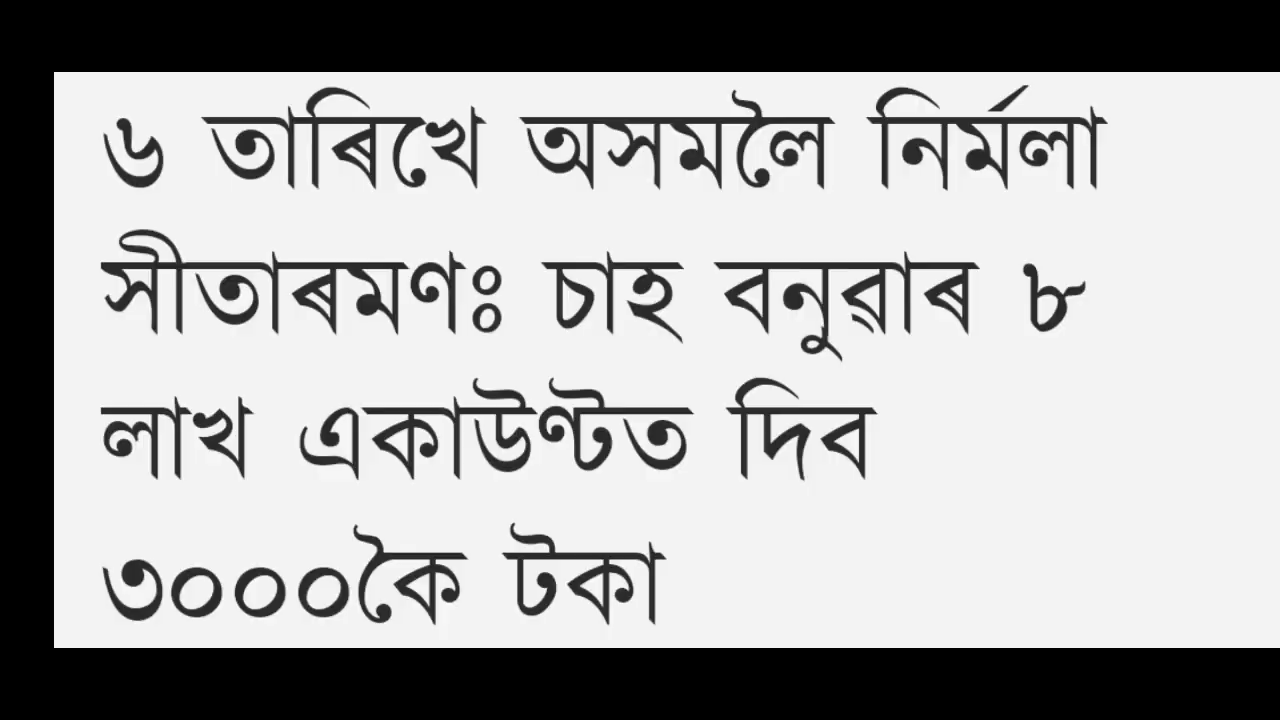 ৬ তাৰিখে অসমলৈ নিৰ্মলা
সীতাৰমণঃ চাহ বনুৱাৰ ৮
লাখ একাউণ্টত দিব
৩০০০কৈ টকা